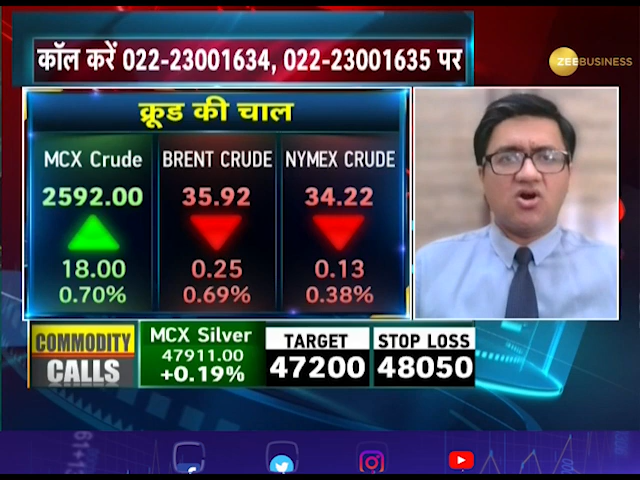 कॉल करें 022-23001634, 022-23001635 पर
ZEEBUSINESS
क्रूड की चाल
MCX Crude
2592.00
18.00
0.70%
BRENT CRUDE
35.92
0.25
0.69%
NYMEX CRUDE
34.22
0.13
0.38%
COMMODITY
CALLS
MCX Silver
47911.00
+0.19%
TARGET
47200
STOP LOSS
48050